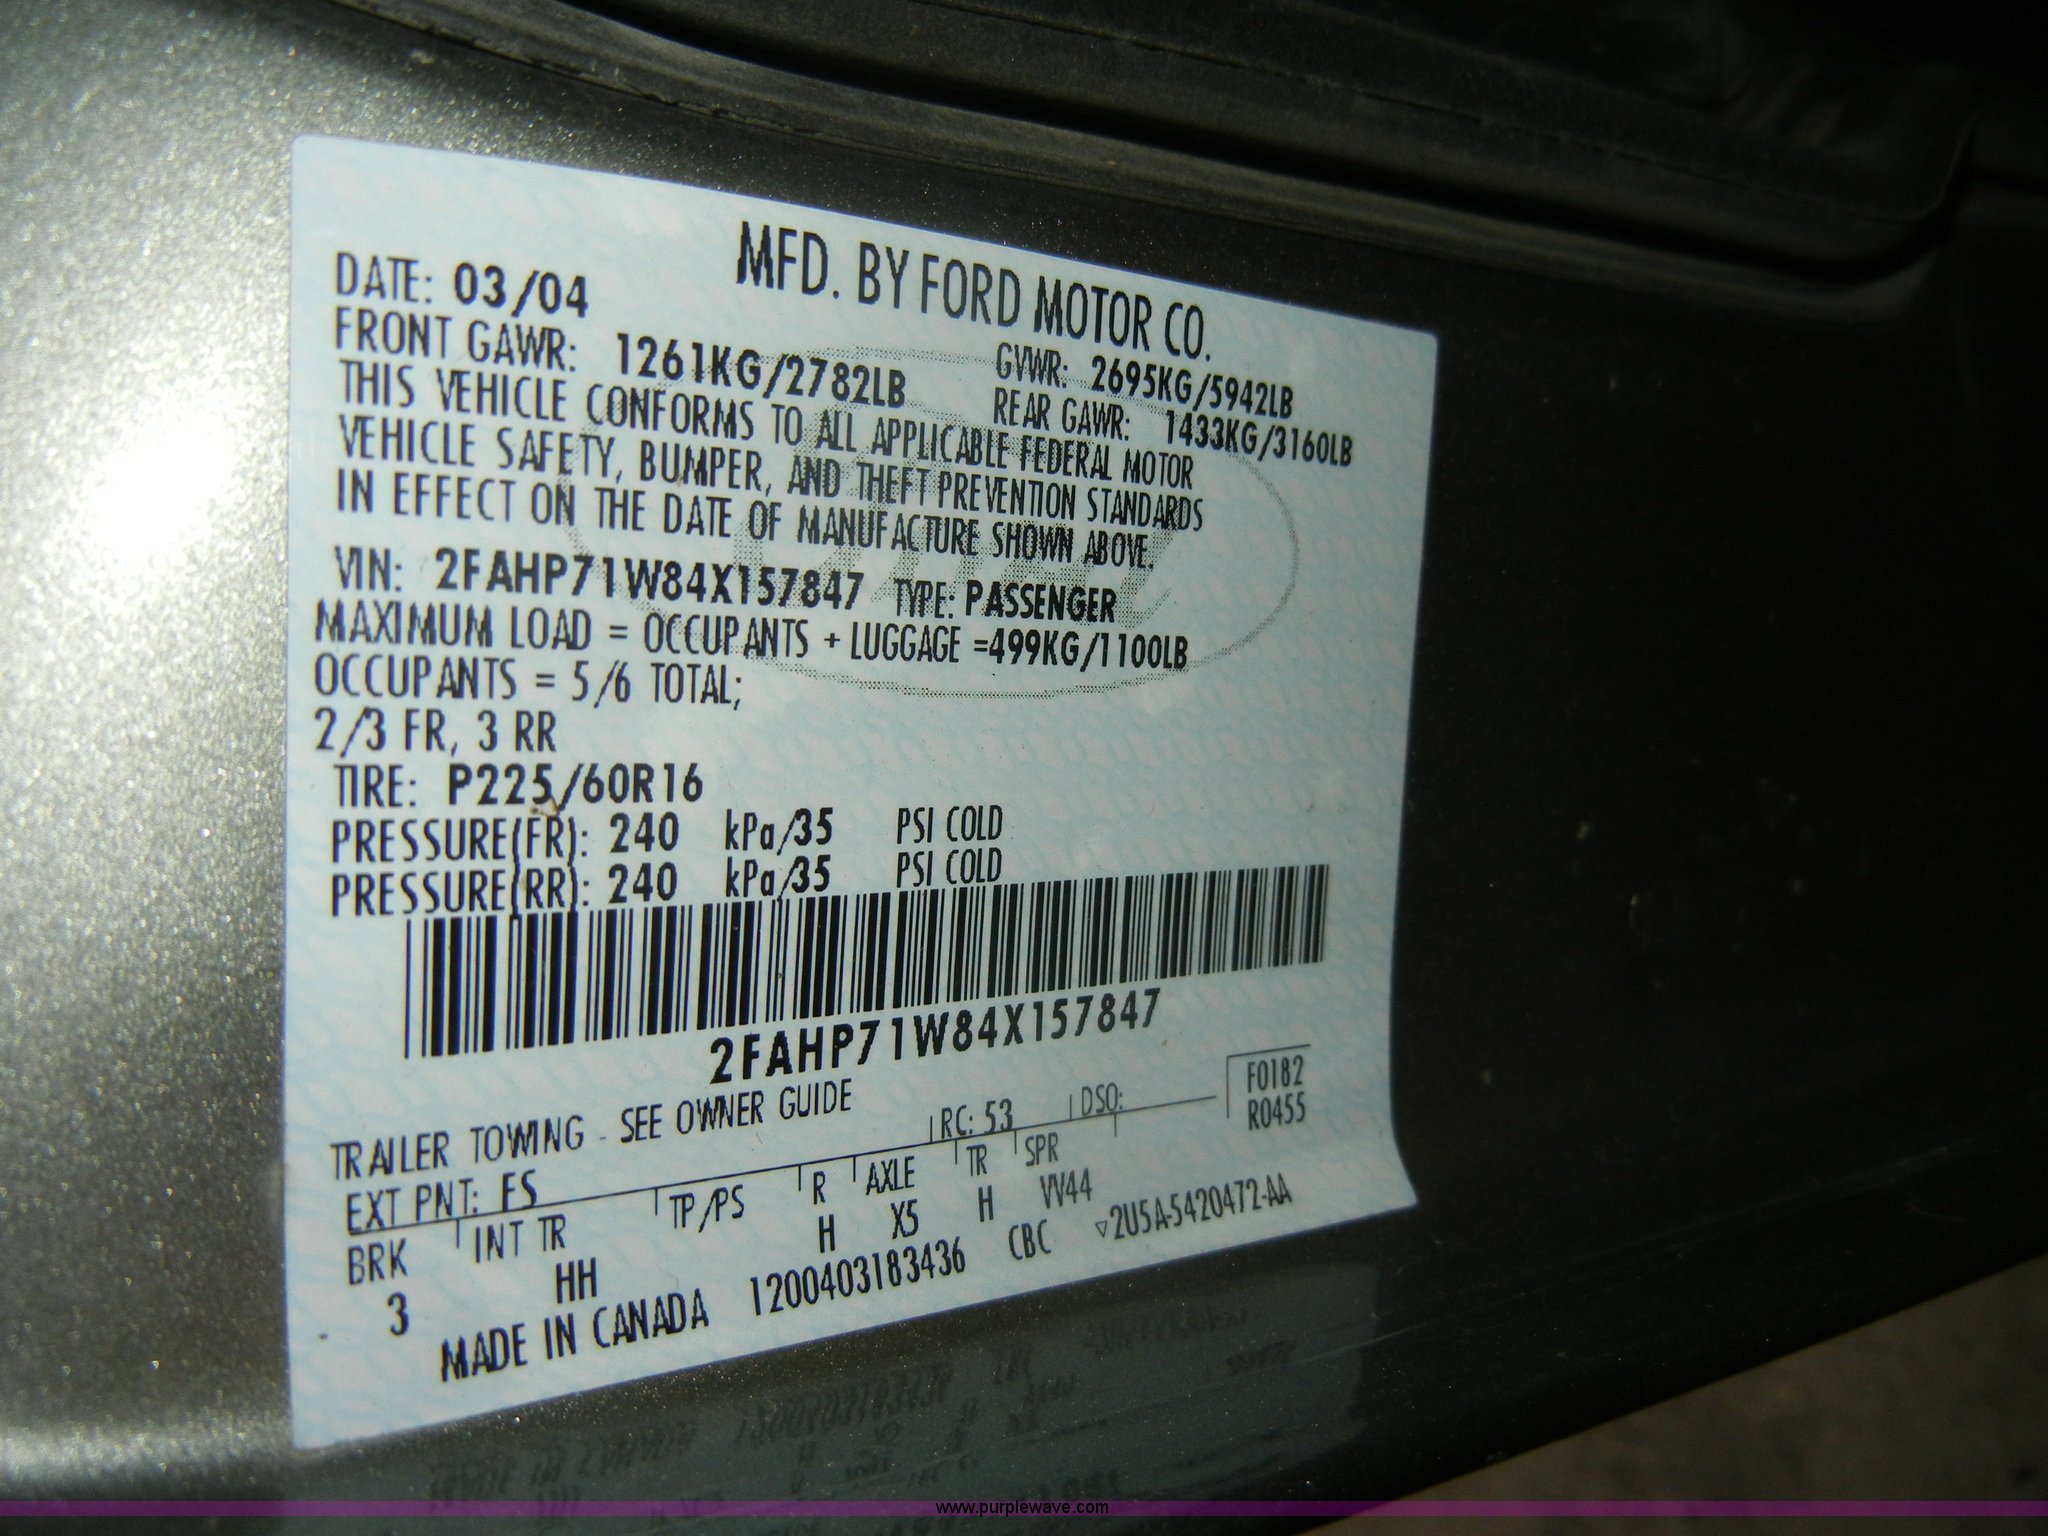 MFD. BY FORD MOTOR CO.
DATE: 03/04
GVWR: 2695KG/5942LB
FRONT GAWR: 1261KG/2782LB
REAR GAWR: 1433KG/3160LB
THIS VEHICLE CONFORMS TO ALL APPLICABLE FEDERAL MOTOR
VEHICLE SAFETY, BUMPER, AND THEFT PREVENTION STANDARDS
IN EFFECT ON THE DATE OF MANUFACTURE SHOWN ABOVE.
VIN: 2FAHP71W84X157847 TYPE: PASSENGER
MAXIMUM LOAD = OCCUPANTS + LUGGAGE =499KG/1100LB
OCCUPANTS = 5/6 TOTAL;
2/3 FR, 3 RR
TIRE: P225/60R16
PRESSURE(FR): 240 kPa/35 PSI COLD
PRESSURE(RR): 240 kPa/35 PSI COLD
2FAHP71W84X157847
TRAILER TOWING - SEE OWNER GUIDE
F0182
R0455
EXT PNT: FS RC: 53 DSO:
BRK INT TR TP/PS R AXLE TR SPR
3 HH H X5 H VV44
MADE IN CANADA 1200403183436 CBC ▽2U5A-5420472-AA
www.purplewave.com